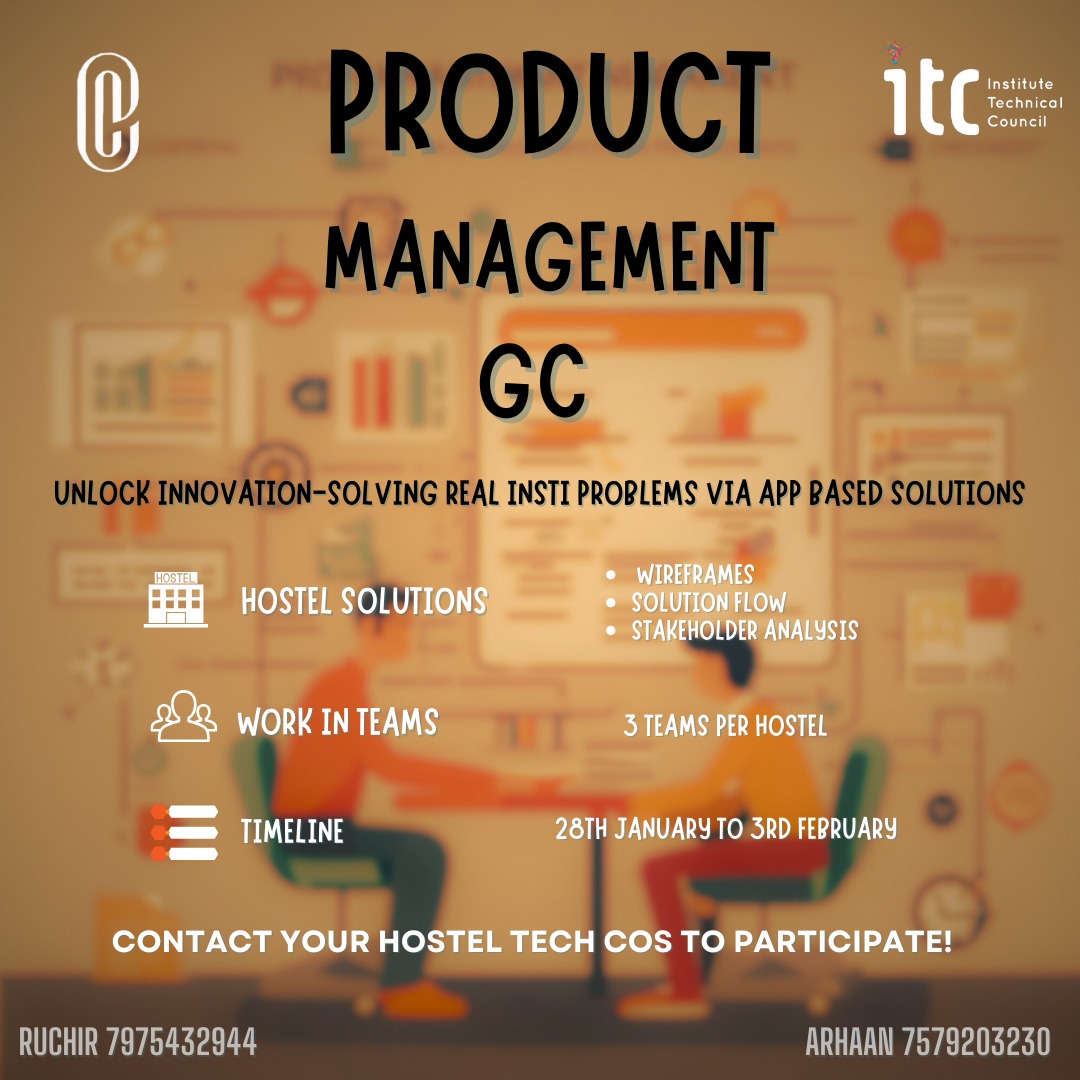 PRODUCT
MANAGEMENT
GC
itc
Institute
Technical
Council
UNLOCK INNOVATION-SOLVING REAL INSTI PROBLEMS VIA APP BASED SOLUTIONS
HOSTEL
HOSTEL SOLUTIONS
• WIREFRAMES
• SOLUTION FLOW
• STAKEHOLDER ANALYSIS
WORK IN TEAMS
3 TEAMS PER HOSTEL
TIMELINE
28TH JANUARY TO 3RD FEBRUARY
CONTACT YOUR HOSTEL TECH COS TO PARTICIPATE!
RUCHIR 7975432944
ARHAAN 7579203230